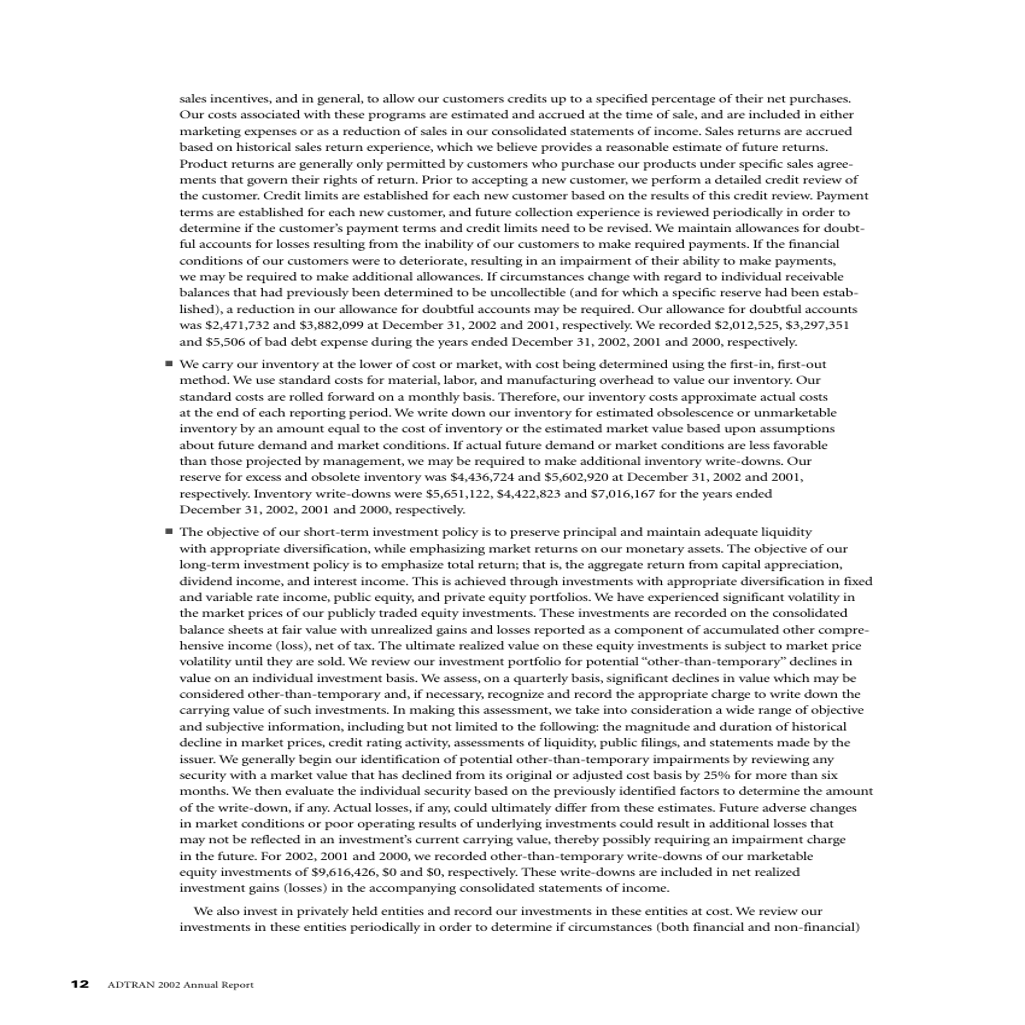 sales incentives, and in general, to allow our customers credits up to a specified percentage of their net purchases.
Our costs associated with these programs are estimated and accrued at the time of sale, and are included in either
marketing expenses or as a reduction of sales in our consolidated statements of income. Sales returns are accrued
based on historical sales return experience, which we believe provides a reasonable estimate of future returns.
Product returns are generally only permitted by customers who purchase our products under specific sales agree-
ments that govern their rights of return. Prior to accepting a new customer, we perform a detailed credit review of
the customer. Credit limits are established for each new customer based on the results of this credit review. Payment
terms are established for each new customer, and future collection experience is reviewed periodically in order to
determine if the customer's payment terms and credit limits need to be revised. We maintain allowances for doubt-
ful accounts for losses resulting from the inability of our customers to make required payments. If the financial
conditions of our customers were to deteriorate, resulting in an impairment of their ability to make payments,
we may be required to make additional allowances. If circumstances change with regard to individual receivable
balances that had previously been determined to be uncollectible (and for which a specific reserve had been estab-
lished), a reduction in our allowance for doubtful accounts may be required. Our allowance for doubtful accounts
was $2,471,732 and $3,882,099 at December 31, 2002 and 2001, respectively. We recorded $2,012,525, $3,297,351
and $5,506 of bad debt expense during the years ended December 31, 2002, 2001 and 2000, respectively.
■ We carry our inventory at the lower of cost or market, with cost being determined using the first-in, first-out
method. We use standard costs for material, labor, and manufacturing overhead to value our inventory. Our
standard costs are rolled forward on a monthly basis. Therefore, our inventory costs approximate actual costs
at the end of each reporting period. We write down our inventory for estimated obsolescence or unmarketable
inventory by an amount equal to the cost of inventory or the estimated market value based upon assumptions
about future demand and market conditions. If actual future demand or market conditions are less favorable
than those projected by management, we may be required to make additional inventory write-downs. Our
reserve for excess and obsolete inventory was $4,436,724 and $5,602,920 at December 31, 2002 and 2001,
respectively. Inventory write-downs were $5,651,122, $4,422,823 and $7,016,167 for the years ended
December 31, 2002, 2001 and 2000, respectively.
■ The objective of our short-term investment policy is to preserve principal and maintain adequate liquidity
with appropriate diversification, while emphasizing market returns on our monetary assets. The objective of our
long-term investment policy is to emphasize total return; that is, the aggregate return from capital appreciation,
dividend income, and interest income. This is achieved through investments with appropriate diversification in fixed
and variable rate income, public equity, and private equity portfolios. We have experienced significant volatility in
the market prices of our publicly traded equity investments. These investments are recorded on the consolidated
balance sheets at fair value with unrealized gains and losses reported as a component of accumulated other compre-
hensive income (loss), net of tax. The ultimate realized value on these equity investments is subject to market price
volatility until they are sold. We review our investment portfolio for potential “other-than-temporary” declines in
value on an individual investment basis. We assess, on a quarterly basis, significant declines in value which may be
considered other-than-temporary and, if necessary, recognize and record the appropriate charge to write down the
carrying value of such investments. In making this assessment, we take into consideration a wide range of objective
and subjective information, including but not limited to the following: the magnitude and duration of historical
decline in market prices, credit rating activity, assessments of liquidity, public filings, and statements made by the
issuer. We generally begin our identification of potential other-than-temporary impairments by reviewing any
security with a market value that has declined from its original or adjusted cost basis by 25% for more than six
months. We then evaluate the individual security based on the previously identified factors to determine the amount
of the write-down, if any. Actual losses, if any, could ultimately differ from these estimates. Future adverse changes
in market conditions or poor operating results of underlying investments could result in additional losses that
may not be reflected in an investment's current carrying value, thereby possibly requiring an impairment charge
in the future. For 2002, 2001 and 2000, we recorded other-than-temporary write-downs of our marketable
equity investments of $9,616,426, $0 and $0, respectively. These write-downs are included in net realized
investment gains (losses) in the accompanying consolidated statements of income.
We also invest in privately held entities and record our investments in these entities at cost. We review our
investments in these entities periodically in order to determine if circumstances (both financial and non-financial)
12 ADTRAN 2002 Annual Report